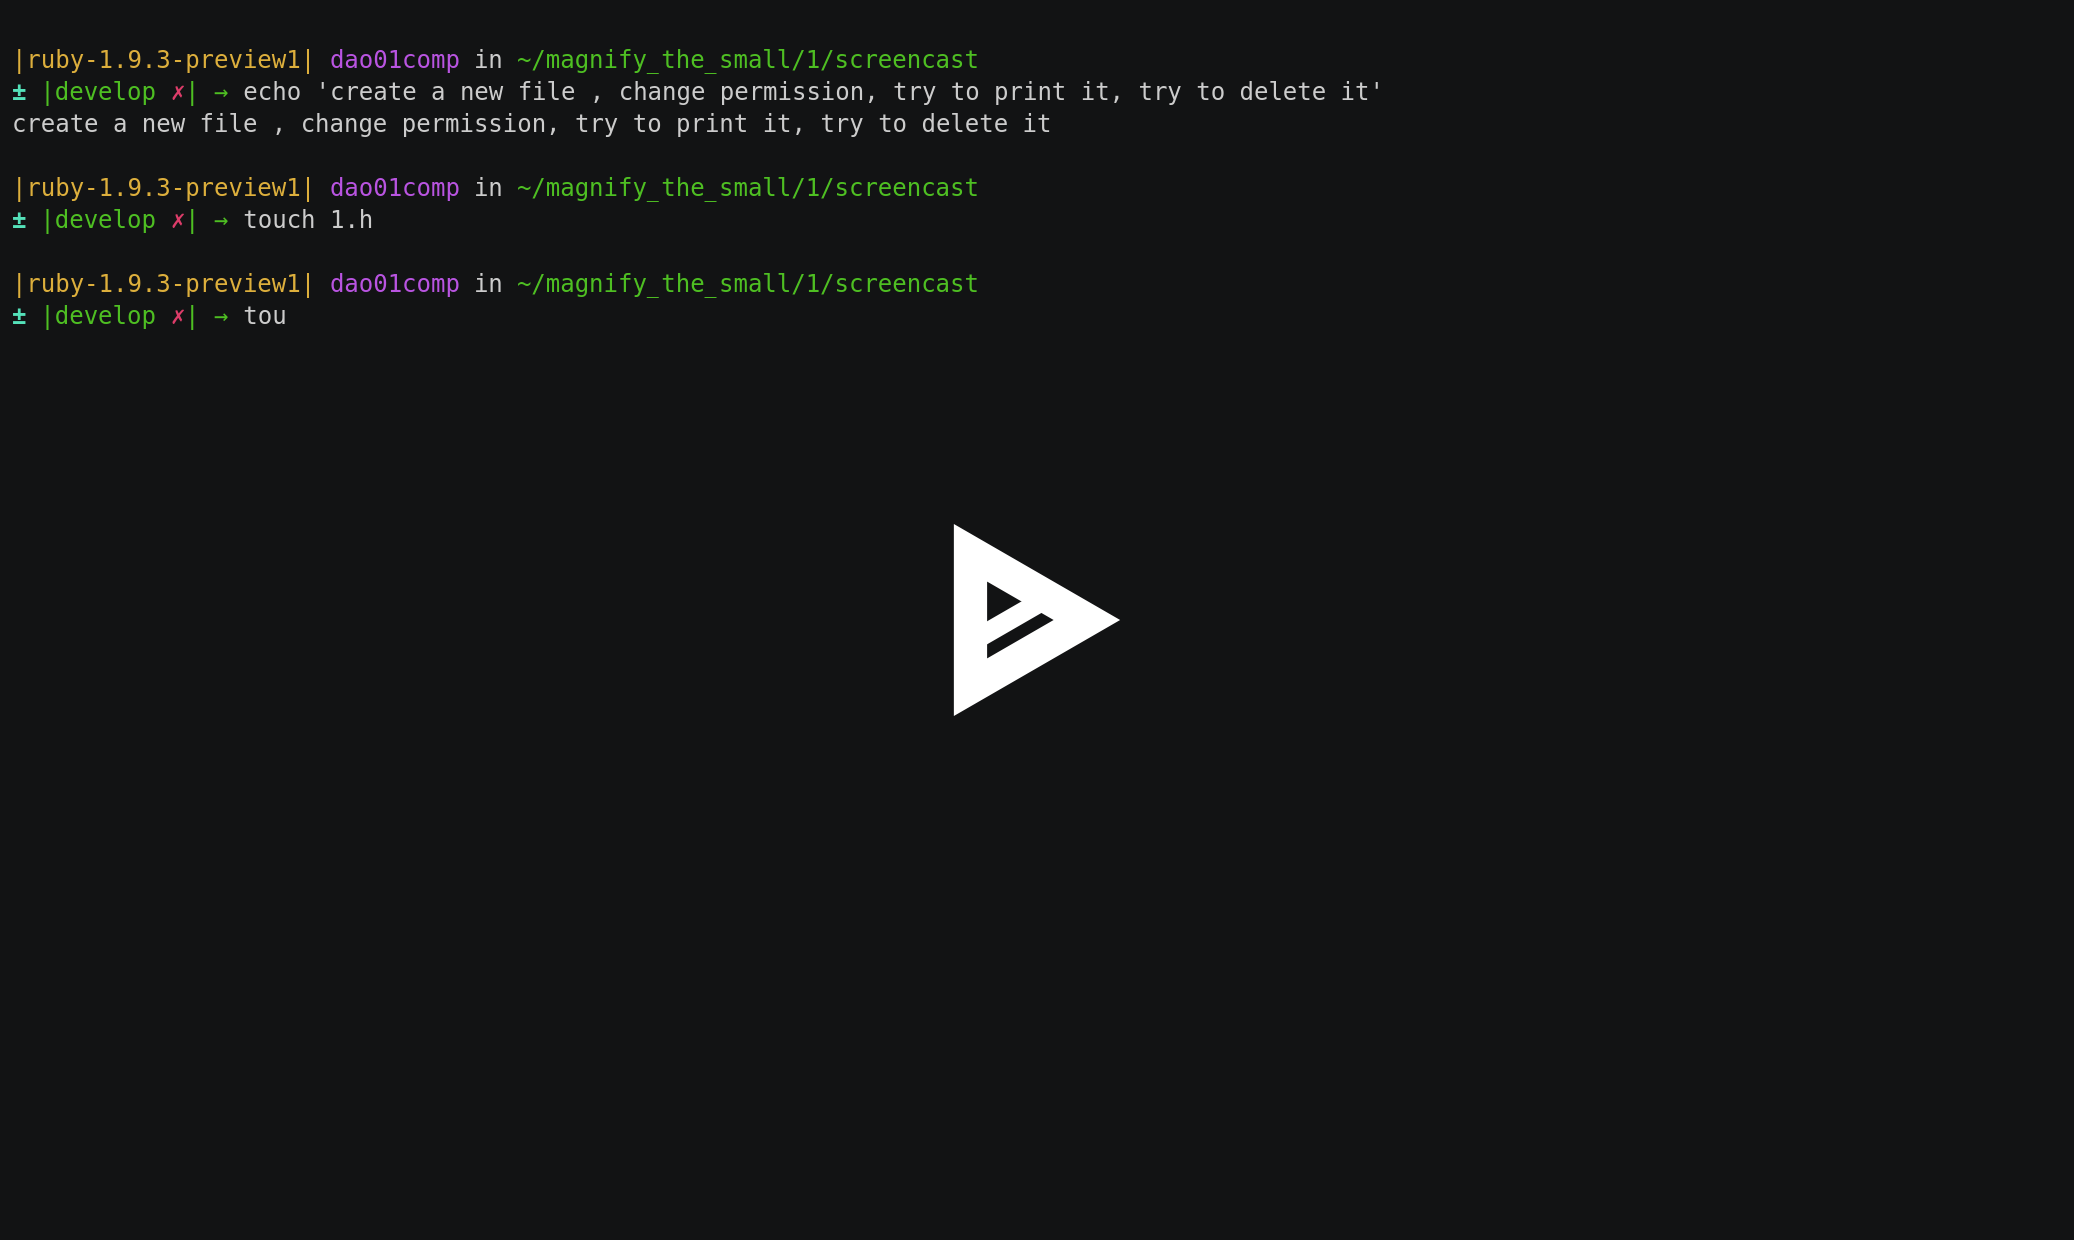 |ruby-1.9.3-preview1| dao01comp in ~/magnify_the_small/1/screencast
± |develop ✗| → echo 'create a new file , change permission, try to print it, try to delete it'
create a new file , change permission, try to print it, try to delete it
|ruby-1.9.3-preview1| dao01comp in ~/magnify_the_small/1/screencast
± |develop ✗| → touch 1.h
|ruby-1.9.3-preview1| dao01comp in ~/magnify_the_small/1/screencast
± |develop ✗| → tou